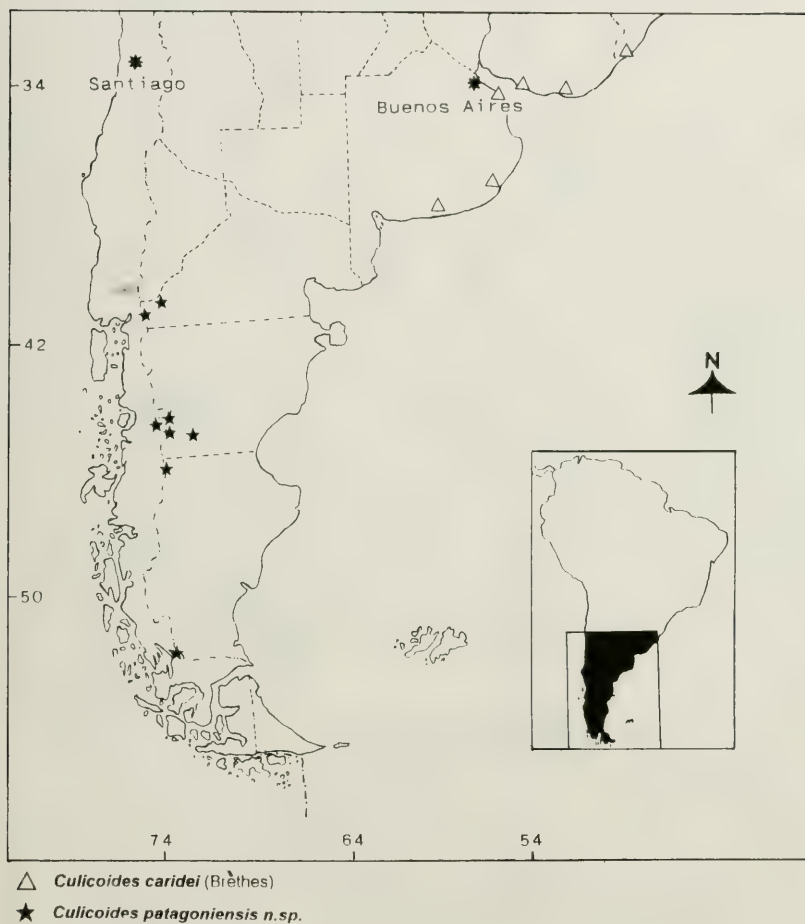 34
Santiago
Buenos Aires
42
N
50
74 64 54
△ Culicoides caridei (Brèthes)
★ Culicoides patagoniensis n.sp.